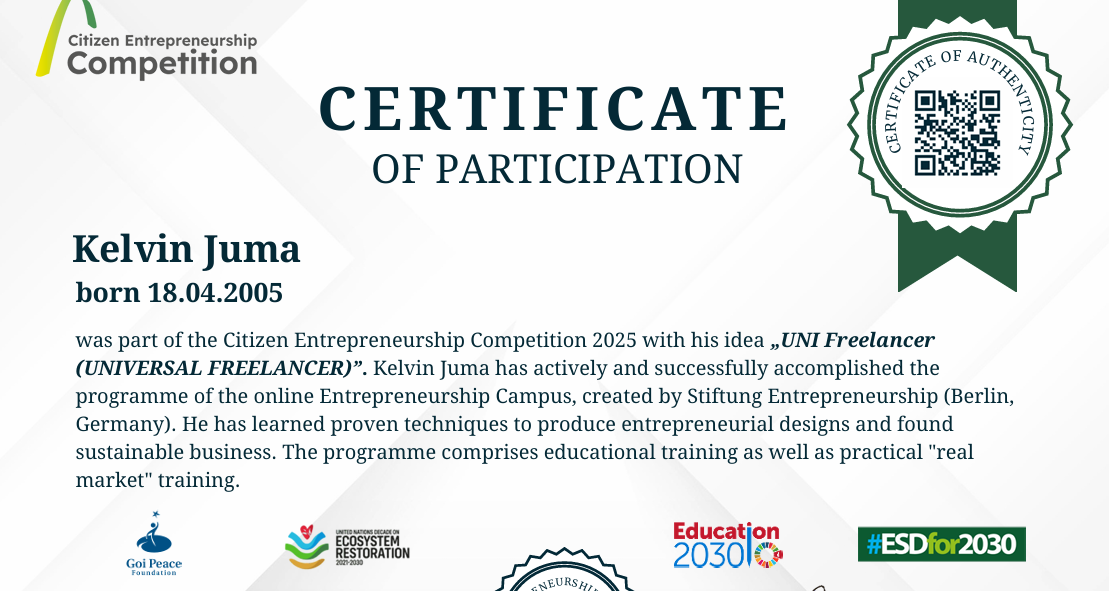 Citizen Entrepreneurship
Competition
CERTIFICATE OF AUTHENTICITY
CERTIFICATE
OF PARTICIPATION
Kelvin Juma
born 18.04.2005
was part of the Citizen Entrepreneurship Competition 2025 with his idea „UNI Freelancer
(UNIVERSAL FREELANCER)”. Kelvin Juma has actively and successfully accomplished the
programme of the online Entrepreneurship Campus, created by Stiftung Entrepreneurship (Berlin,
Germany). He has learned proven techniques to produce entrepreneurial designs and found
sustainable business. The programme comprises educational training as well as practical "real
market" training.
Goi Peace
Foundation
UNITED NATIONS DECADE ON
ECOSYSTEM
RESTORATION
2021-2030
Education
2030
#ESDfor2030